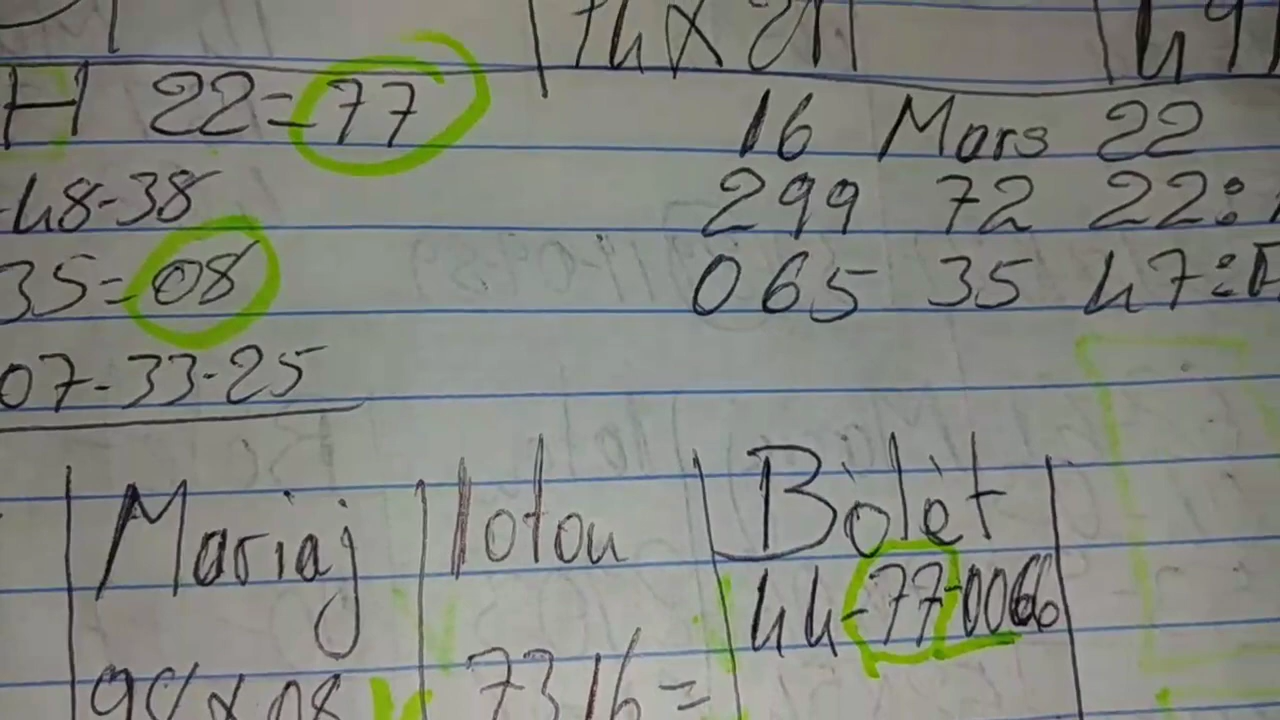 H 22=77
48-38
35=08
07-33-25
16 Mars 22
299 72 22:
065 35 47:
Mariaj lotou Bòlèt
44-77-00
7316=